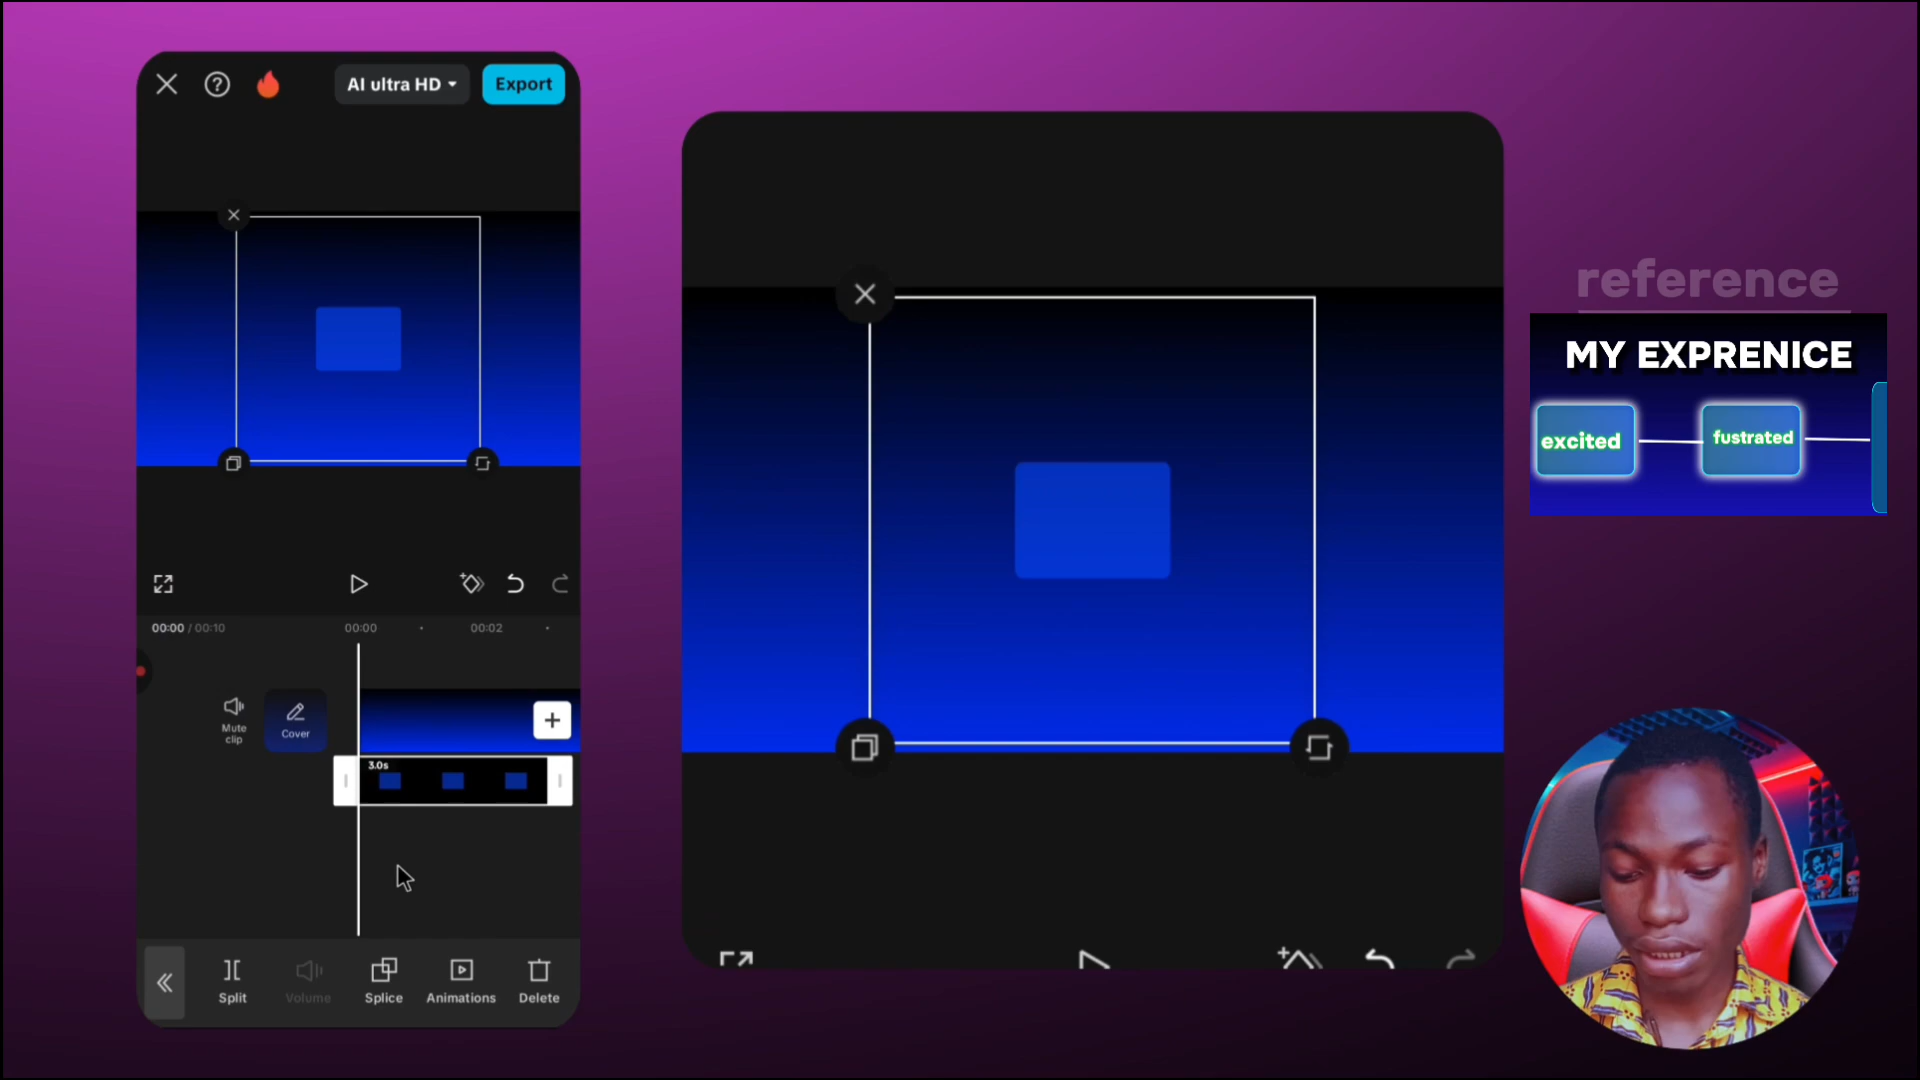 AI ultra HD
Export
00:00 / 00:10
00:00
00:02
Mute
clip
Cover
3.0s
Split
Volume
Splice
Animations
Delete
reference
MY EXPRENICE
excited
fustrated